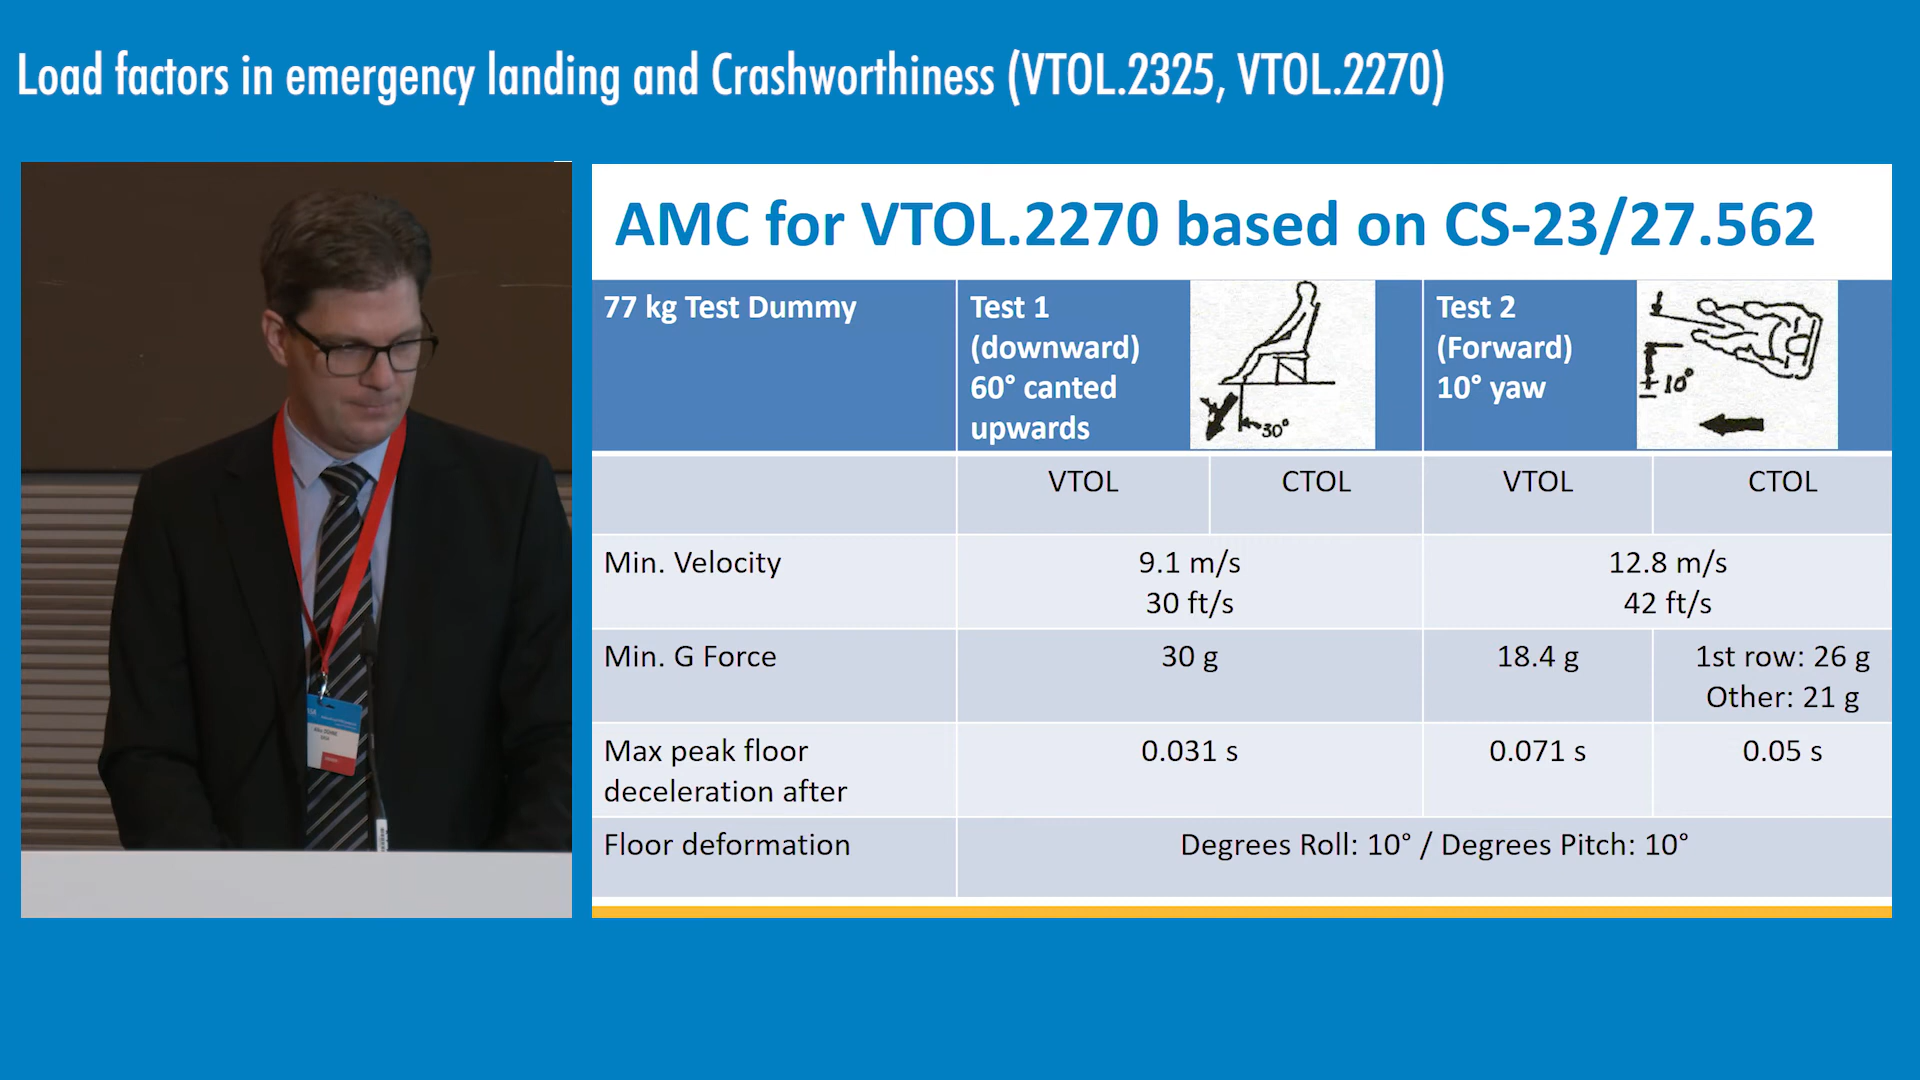 Load factors in emergency landing and Crashworthiness (VTOL.2325, VTOL.2270)
AMC for VTOL.2270 based on CS-23/27.562
77 kg Test Dummy
Test 1
(downward)
60° canted
upwards
30°
Test 2
(Forward)
10° yaw
± 10°
VTOL CTOL VTOL CTOL
Min. Velocity
9.1 m/s
30 ft/s
12.8 m/s
42 ft/s
Min. G Force
30 g
18.4 g
1st row: 26 g
Other: 21 g
Max peak floor
deceleration after
0.031 s
0.071 s
0.05 s
Floor deformation
Degrees Roll: 10° / Degrees Pitch: 10°